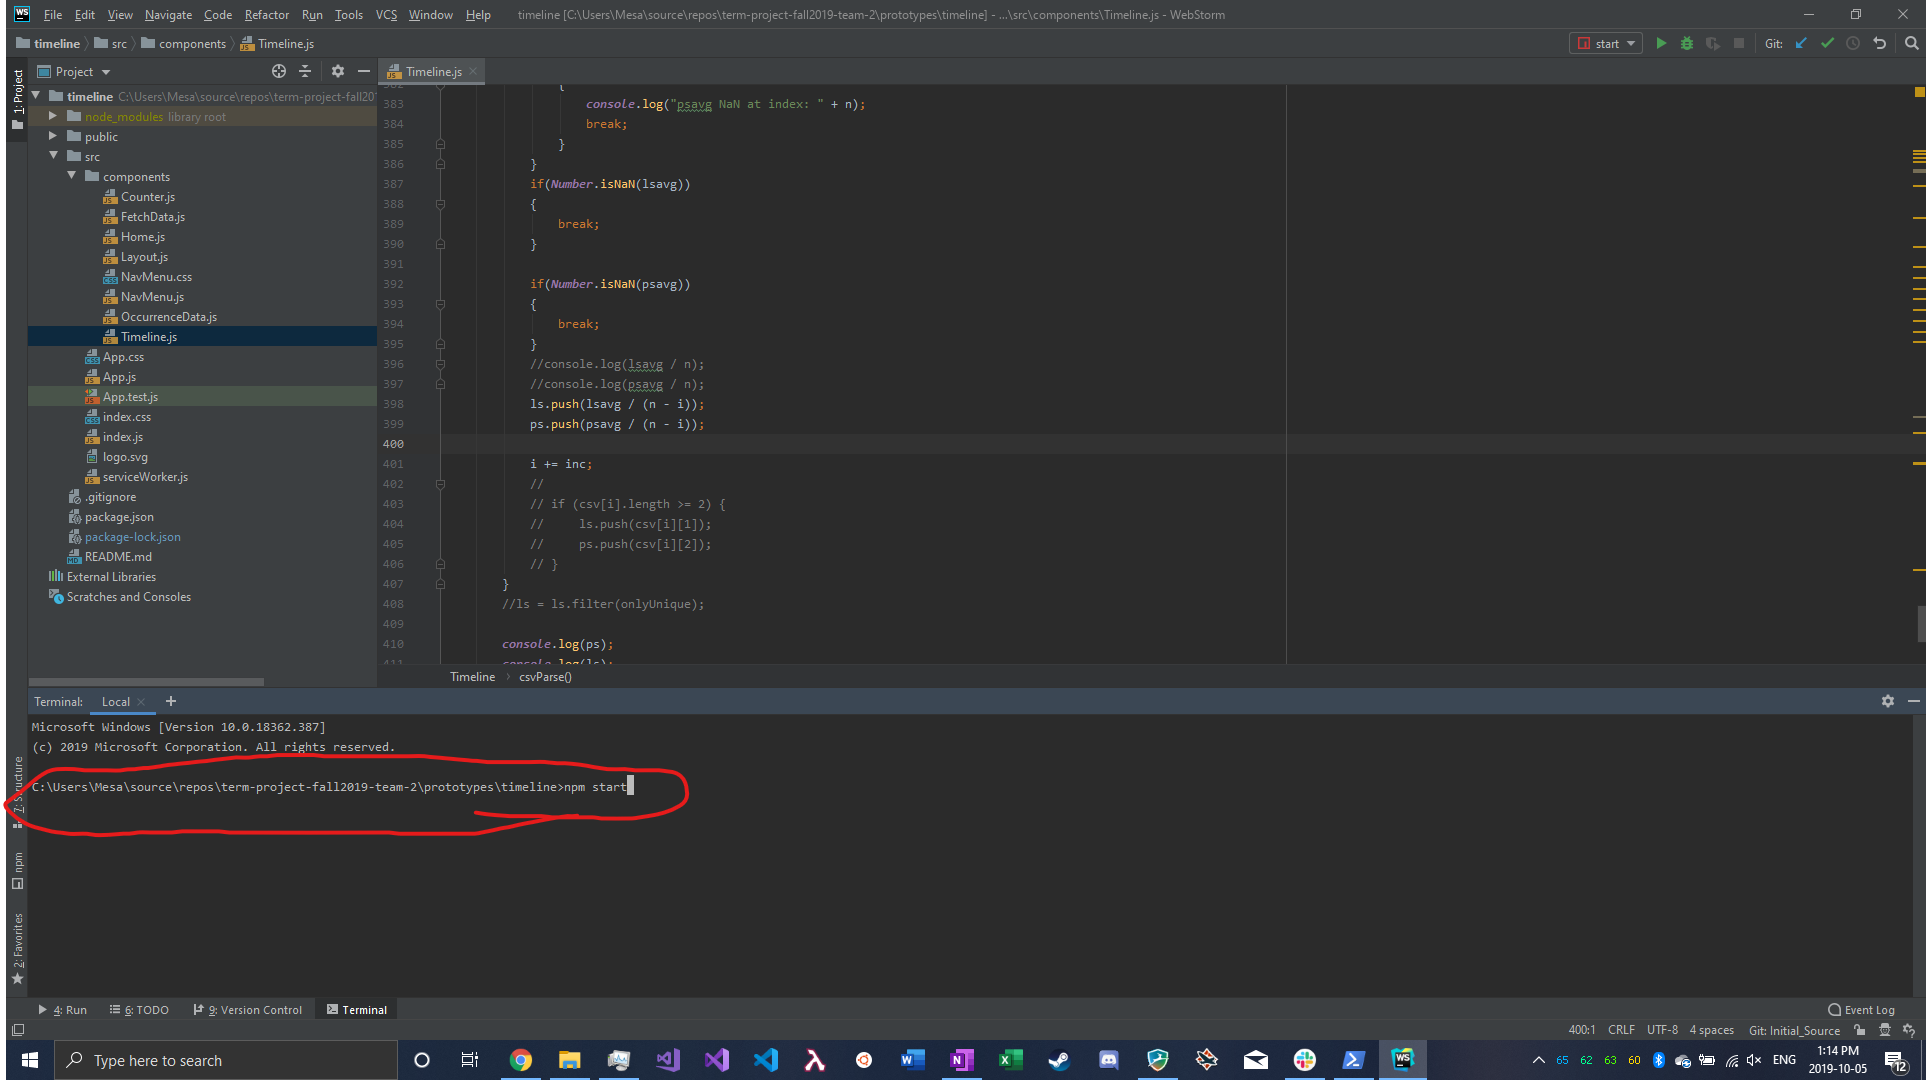 File Edit View Navigate Code Refactor Run Tools VCS Window Help timeline [C:\Users\Mesa\source\repos\term-project-fall2019-team-2\prototypes\timeline] - ...\src\components\Timeline.js - WebStorm
timeline src components Timeline.js start Git:
Project Timeline.js
1: Project
timeline C:\Users\Mesa\source\repos\term-project-fall20
node_modules library root
public
src
components
Counter.js
FetchData.js
Home.js
Layout.js
NavMenu.css
NavMenu.js
OccurrenceData.js
Timeline.js
App.css
App.js
App.test.js
index.css
index.js
logo.svg
serviceWorker.js
.gitignore
package.json
package-lock.json
README.md
External Libraries
Scratches and Consoles
382 {
383 console.log("psavg NaN at index: " + n);
384 break;
385 }
386 }
387 if(Number.isNaN(lsavg))
388 {
389 break;
390 }
391
392 if(Number.isNaN(psavg))
393 {
394 break;
395 }
396 //console.log(lsavg / n);
397 //console.log(psavg / n);
398 ls.push(lsavg / (n - i));
399 ps.push(psavg / (n - i));
400
401 i += inc;
402 //
403 // if (csv[i].length >= 2) {
404 //     ls.push(csv[i][1]);
405 //     ps.push(csv[i][2]);
406 // }
407 }
408 //ls = ls.filter(onlyUnique);
409
410 console.log(ps);
411 console.log(ls);
Timeline csvParse()
Terminal: Local
Microsoft Windows [Version 10.0.18362.387]
(c) 2019 Microsoft Corporation. All rights reserved.
C:\Users\Mesa\source\repos\term-project-fall2019-team-2\prototypes\timeline>npm start
7: Structure
npm
2: Favorites
4: Run 6: TODO 9: Version Control Terminal Event Log
400:1 CRLF UTF-8 4 spaces Git: Initial_Source
Type here to search 65 62 63 60 ENG 1:14 PM
2019-10-05 12